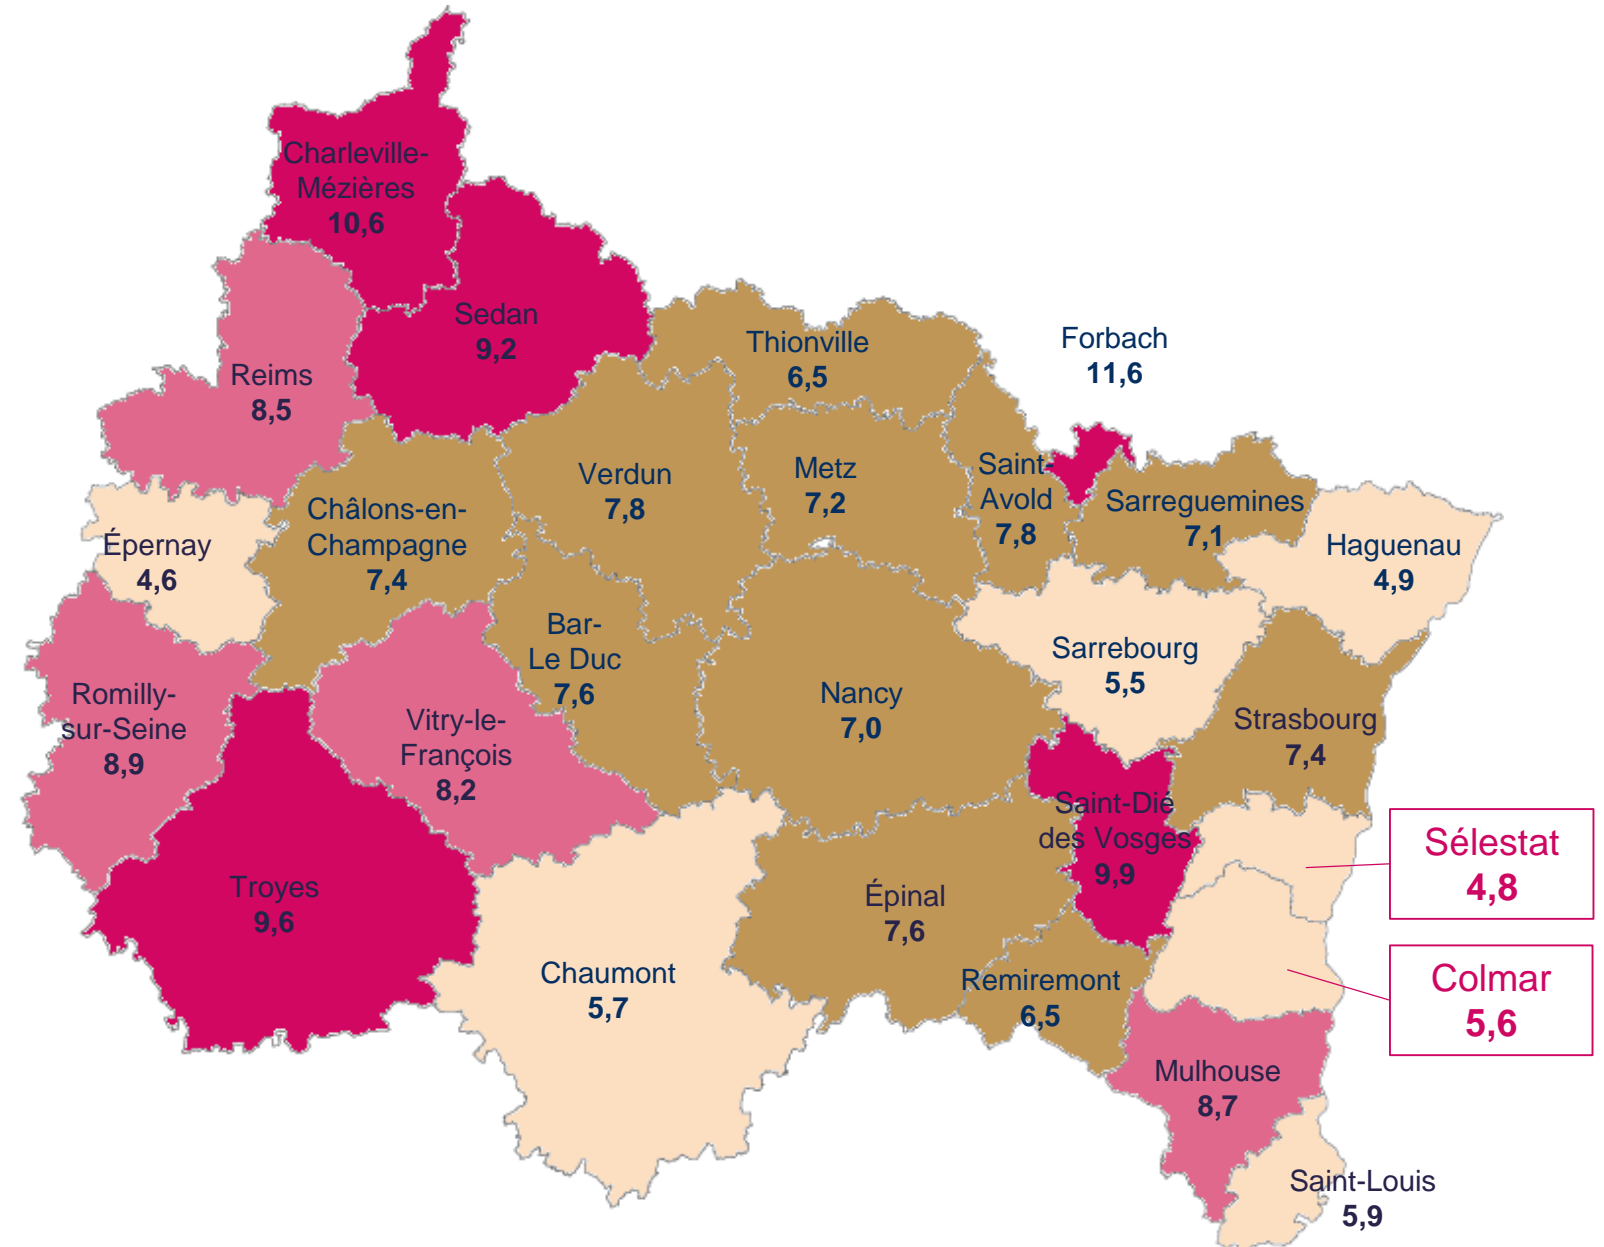 Charleville-
Mézières
10,6
Sedan
9,2
Reims
8,5
Thionville
6,5
Forbach
11,6
Verdun
7,8
Metz
7,2
Saint-
Avold
7,8
Sarreguemines
7,1
Haguenau
4,9
Châlons-en-
Champagne
7,4
Épernay
4,6
Bar-
Le Duc
7,6
Sarrebourg
5,5
Romilly-
sur-Seine
8,9
Vitry-le-
François
8,2
Nancy
7,0
Strasbourg
7,4
Saint-Dié
des Vosges
9,9
Sélestat
4,8
Troyes
9,6
Épinal
7,6
Chaumont
5,7
Remiremont
6,5
Colmar
5,6
Mulhouse
8,7
Saint-Louis
5,9